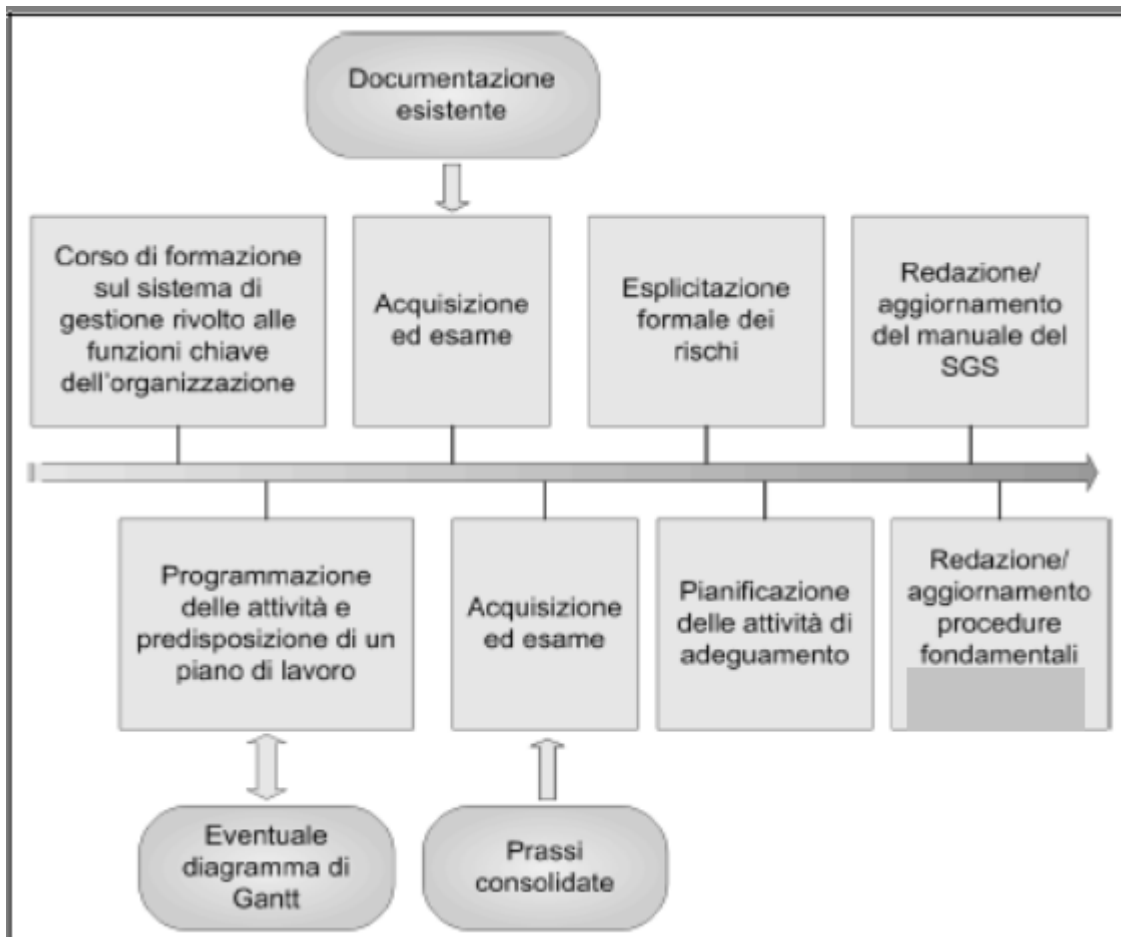 Documentazione
esistente
Corso di formazione
sul sistema di
gestione rivolto alle
funzioni chiave
dell'organizzazione
Acquisizione
ed esame
Esplicitazione
formale dei
rischi
Redazione/
aggiornamento
del manuale del
SGS
Programmazione
delle attività e
predisposizione di un
piano di lavoro
Acquisizione
ed esame
Pianificazione
delle attività di
adeguamento
Redazione/
aggiornamento
procedure
fondamentali
Eventuale
diagramma di
Gantt
Prassi
consolidate